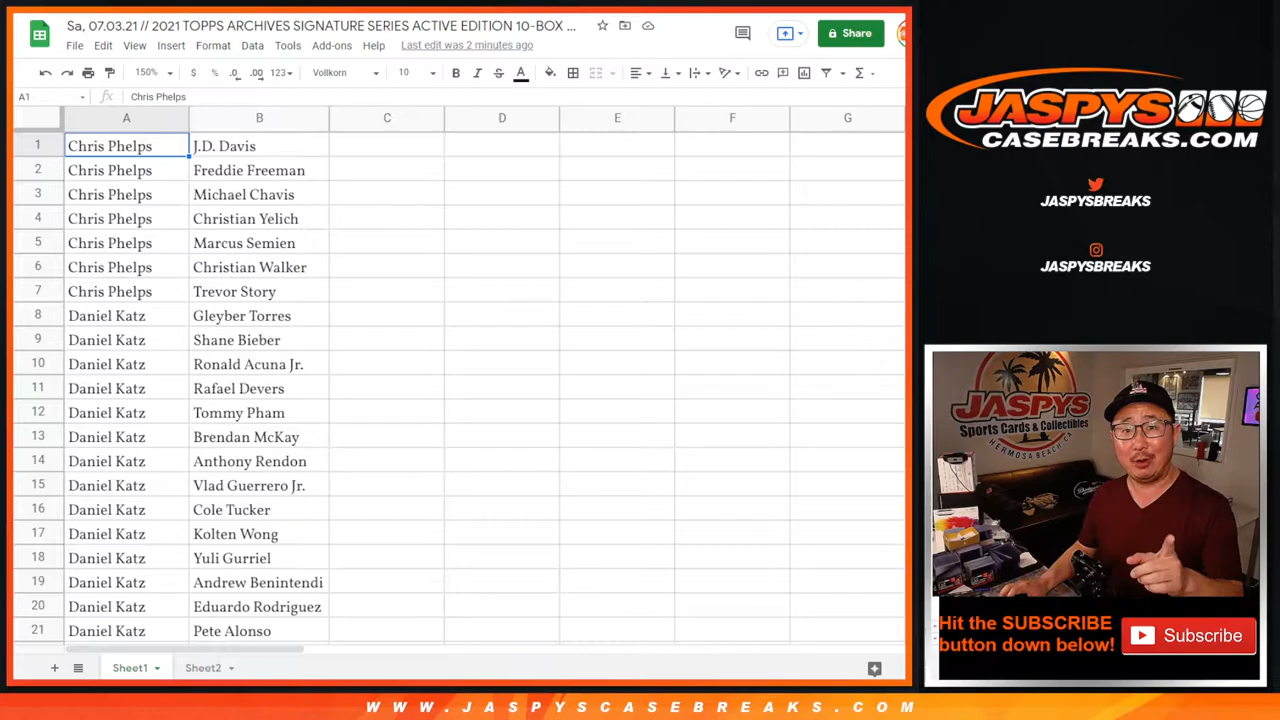 Sa, 07.03.21 // 2021 TOPPS ARCHIVES SIGNATURE SERIES ACTIVE EDITION 10-BOX ...
File Edit View Insert Format Data Tools Add-ons Help Last edit was 2 minutes ago
Share
150% $ % .0 .00 123 Vollkorn 10 B I S A
A1 fx Chris Phelps
A B C D E F G
1 Chris Phelps J.D. Davis
2 Chris Phelps Freddie Freeman
3 Chris Phelps Michael Chavis
4 Chris Phelps Christian Yelich
5 Chris Phelps Marcus Semien
6 Chris Phelps Christian Walker
7 Chris Phelps Trevor Story
8 Daniel Katz Gleyber Torres
9 Daniel Katz Shane Bieber
10 Daniel Katz Ronald Acuna Jr.
11 Daniel Katz Rafael Devers
12 Daniel Katz Tommy Pham
13 Daniel Katz Brendan McKay
14 Daniel Katz Anthony Rendon
15 Daniel Katz Vlad Guerrero Jr.
16 Daniel Katz Cole Tucker
17 Daniel Katz Kolten Wong
18 Daniel Katz Yuli Gurriel
19 Daniel Katz Andrew Benintendi
20 Daniel Katz Eduardo Rodriguez
21 Daniel Katz Pete Alonso
Sheet1 Sheet2
JASPYS
CASEBREAKS.COM
JASPYSBREAKS
JASPYSBREAKS
JASPYS
Sports Cards & Collectibles
HERMOSA BEACH CA
Hit the SUBSCRIBE
button down below!
Subscribe
WWW.JASPYSCASEBREAKS.COM